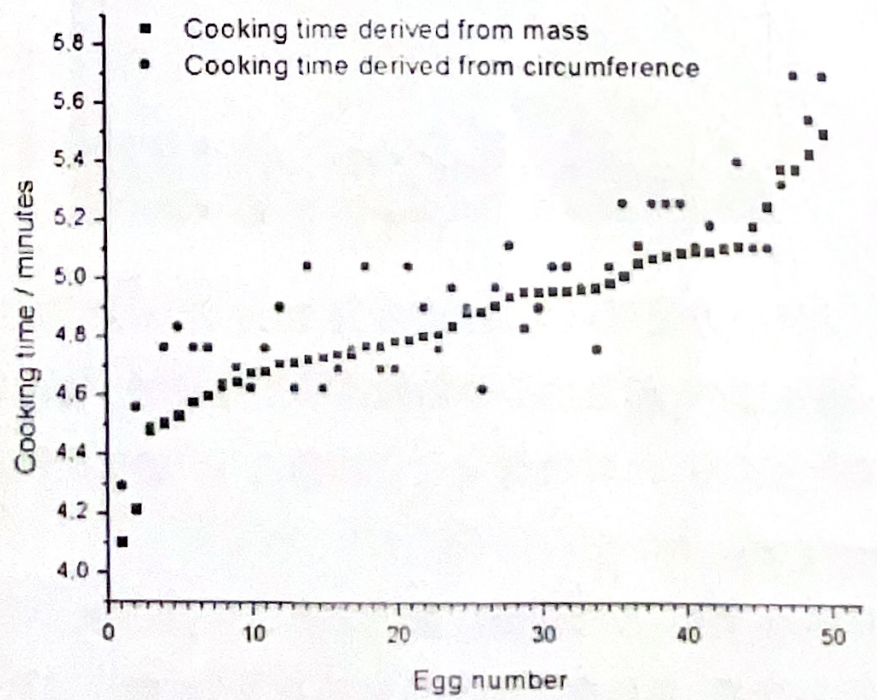 Cooking time derived from mass
Cooking time derived from circumference
Cooking time / minutes
5,8
5,6
5,4
5,2
5,0
4,8
4,6
4,4
4,2
4,0
0 10 20 30 40 50
Egg number